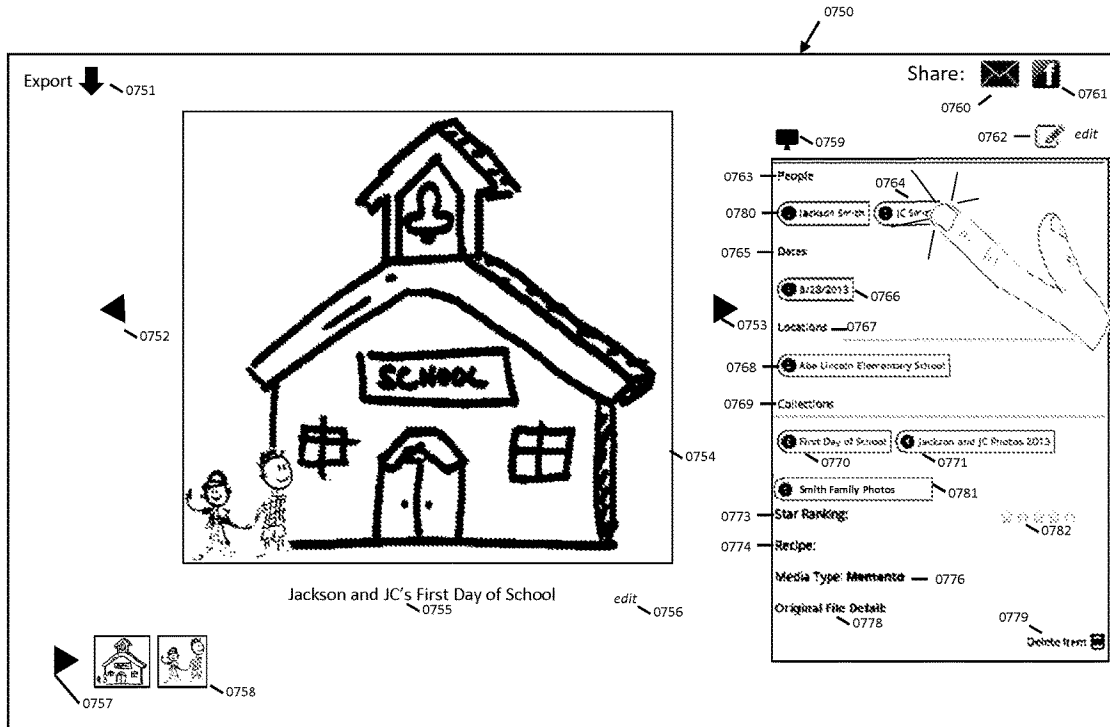 0750
Export 0751
Share: f
0760 0761
0759 0762 edit
0763 People
0764
0780 Jackson Smith JC
0765 Dates
8/28/2013 0766
0752
0753 Locations 0767
0768 Abe Lincoln Elementary School
0769 Collections
SCHOOL
First Day of School Jackson and JC Photos 2013
0754 0770 0771
Smith Family Photos 0781
0773 Star Ranking:
0782
0774 Recipe:
Media Type: Memento 0776
Jackson and JC's First Day of School edit
0755 0756
Original File Detail:
0778 0779
Delete Item
0757 0758